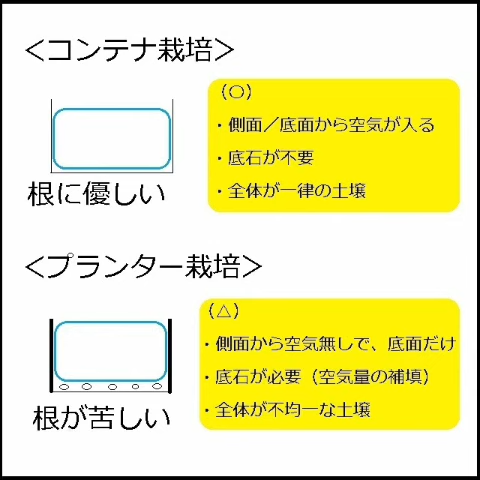 ＜コンテナ栽培＞
（○）
・側面／底面から空気が入る
・底石が不要
・全体が一律の土壌
根に優しい
＜プランター栽培＞
（△）
・側面から空気無しで、底面だけ
・底石が必要（空気量の補填）
・全体が不均一な土壌
根が苦しい